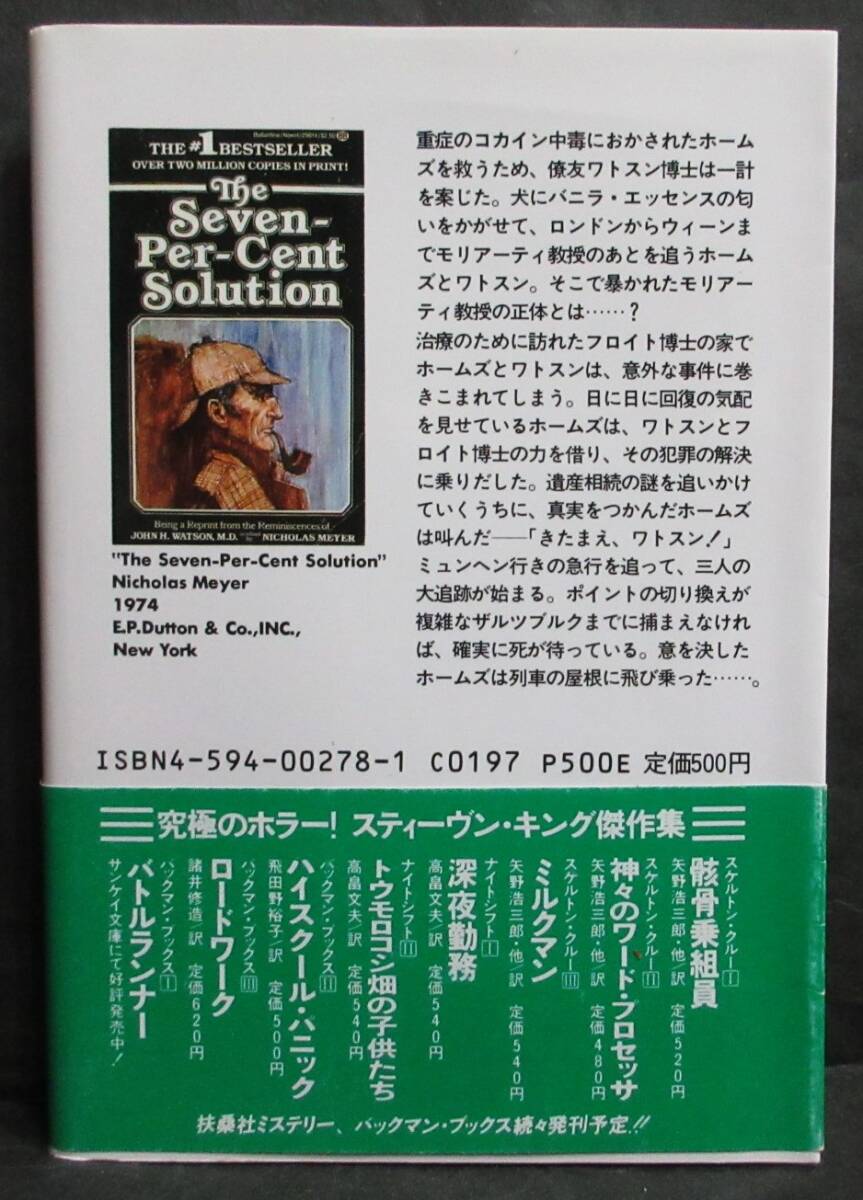 Ballantine/Novel/25018/$2.50
THE #1 BESTSELLER
OVER TWO MILLION COPIES IN PRINT!
The
Seven-
Per-Cent
Solution
Being a Reprint from the Reminiscences of
JOHN H. WATSON, M.D. NICHOLAS MEYER
"The Seven-Per-Cent Solution"
Nicholas Meyer
1974
E.P.Dutton & Co.,INC.,
New York
重症のコカイン中毒におかされたホーム
ズを救うため、僚友ワトスン博士は一計
を案じた。犬にバニラ・エッセンスの匂
いをかがせて、ロンドンからウィーンま
でモリアーティ教授のあとを追うホーム
ズとワトスン。そこで暴かれたモリアー
ティ教授の正体とは……?
治療のために訪れたフロイト博士の家で
ホームズとワトスンは、意外な事件に巻
きこまれてしまう。日に日に回復の気配
を見せているホームズは、ワトスンとフ
ロイト博士の力を借り、その犯罪の解決
に乗りだした。遺産相続の謎を追いかけ
ていくうちに、真実をつかんだホームズ
は叫んだ──「きたまえ、ワトスン!」
ミュンヘン行きの急行を追って、三人の
大追跡が始まる。ポイントの切り換えが
複雑なザルツブルクまでに捕まえなけれ
ば、確実に死が待っている。意を決した
ホームズは列車の屋根に飛び乗った……。
ISBN4-594-00278-1 C0197 P500E 定価500円
究極のホラー! スティーヴン・キング傑作集
スケルトン・クルーⅠ
骸骨乗組員
矢野浩三郎・他/訳 定価520円
スケルトン・クルーⅡ
神々のワード・プロセッサ
矢野浩三郎・他/訳 定価480円
スケルトン・クルーⅢ
ミルクマン
矢野浩三郎・他/訳 定価540円
ナイトシフトⅠ
深夜勤務
高畠文夫/訳 定価540円
ナイトシフトⅡ
トウモロコシ畑の子供たち
高畠文夫/訳 定価540円
バックマン・ブックスⅡ
ハイスクール・パニック
飛田野裕子/訳 定価500円
バックマン・ブックスⅢ
ロードワーク
諸井修造/訳 定価620円
バックマン・ブックスⅠ
バトルランナー
サンケイ文庫にて好評発売中!
扶桑社ミステリー、バックマン・ブックス続々発刊予定!!